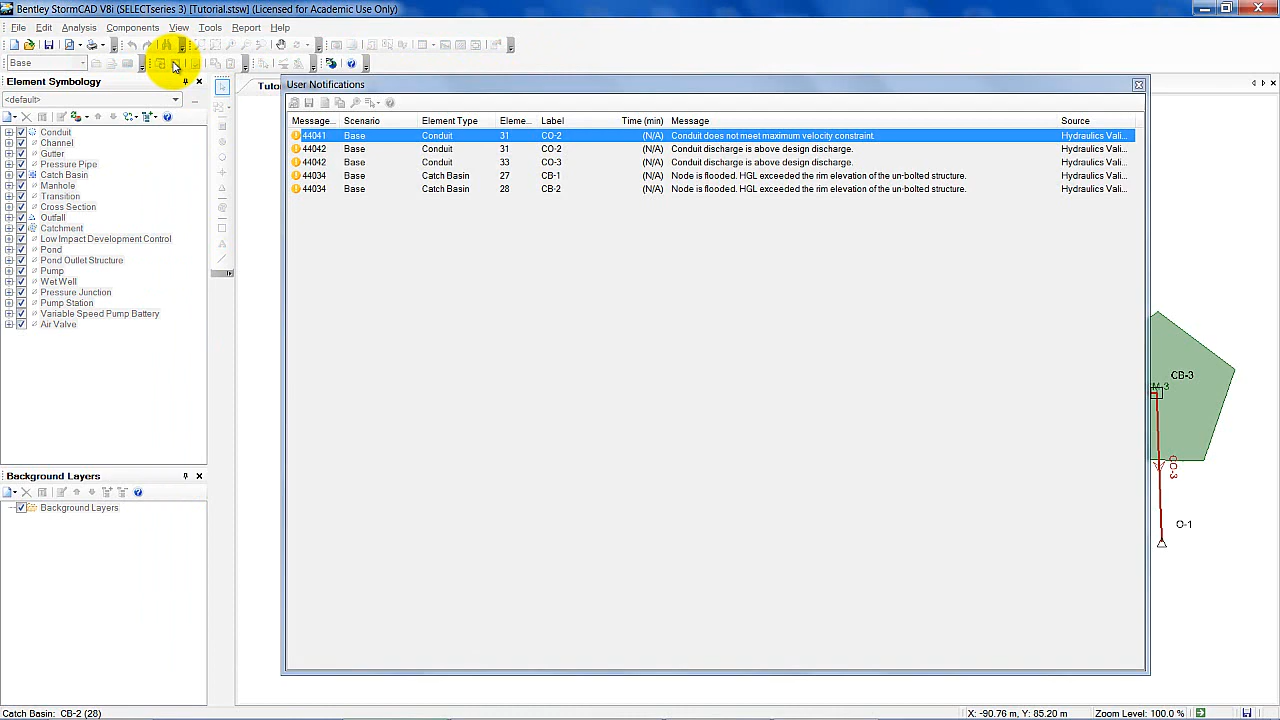 Bentley StormCAD V8i (SELECTseries 3) [Tutorial.stsw] (Licensed for Academic Use Only)
File Edit Analysis Components View Tools Report Help
Base
Element Symbology
<default>
Conduit
Channel
Gutter
Pressure Pipe
Catch Basin
Manhole
Transition
Cross Section
Outfall
Catchment
Low Impact Development Control
Pond
Pond Outlet Structure
Pump
Wet Well
Pressure Junction
Pump Station
Variable Speed Pump Battery
Air Valve
Background Layers
Background Layers
User Notifications
Message... Scenario Element Type Eleme... Label Time (min) Message Source
44041 Base Conduit 31 CO-2 (N/A) Conduit does not meet maximum velocity constraint. Hydraulics Vali...
44042 Base Conduit 31 CO-2 (N/A) Conduit discharge is above design discharge. Hydraulics Vali...
44042 Base Conduit 33 CO-3 (N/A) Conduit discharge is above design discharge. Hydraulics Vali...
44034 Base Catch Basin 27 CB-1 (N/A) Node is flooded. HGL exceeded the rim elevation of the un-bolted structure. Hydraulics Vali...
44034 Base Catch Basin 28 CB-2 (N/A) Node is flooded. HGL exceeded the rim elevation of the un-bolted structure. Hydraulics Vali...
CB-3
CO-3
O-1
Catch Basin: CB-2 (28)
X: -90.76 m, Y: 85.20 m
Zoom Level: 100.0 %